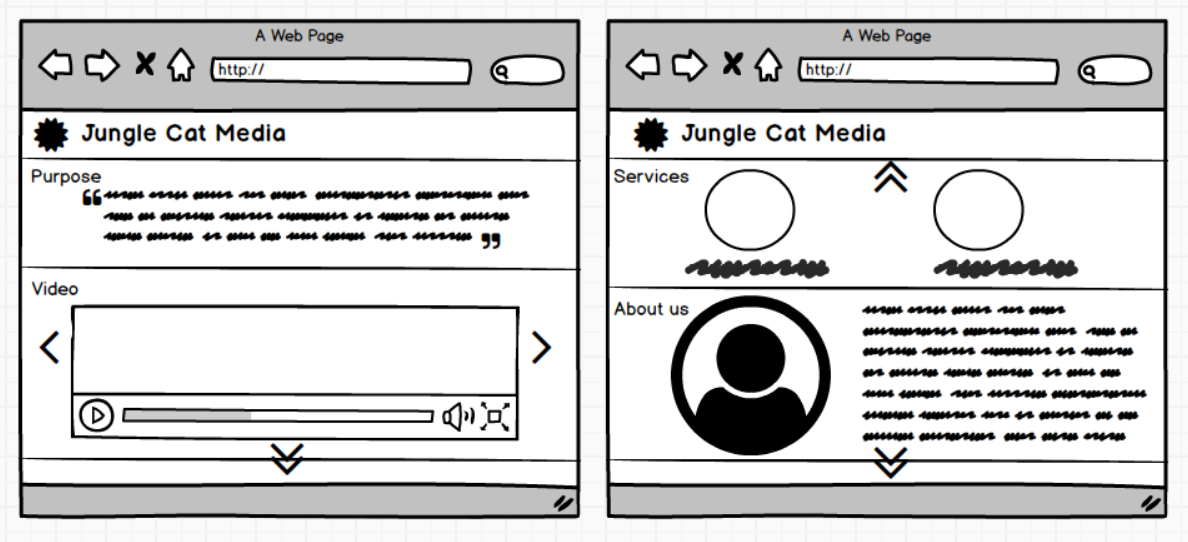 A Web Page
http://
Jungle Cat Media
Purpose
Video
A Web Page
http://
Jungle Cat Media
Services
About us